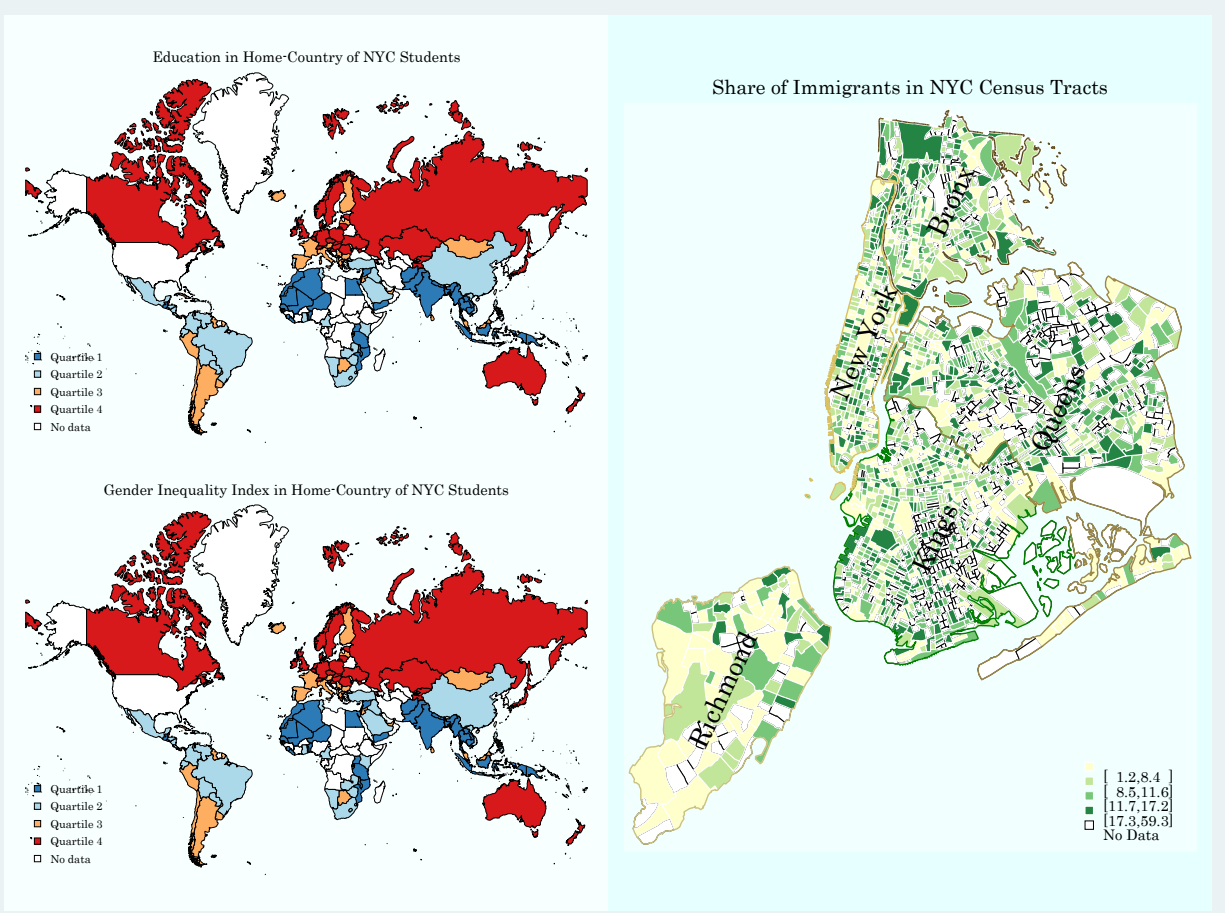 Education in Home-Country of NYC Students
Quartile 1
Quartile 2
Quartile 3
Quartile 4
No data
Gender Inequality Index in Home-Country of NYC Students
Quartile 1
Quartile 2
Quartile 3
Quartile 4
No data
Share of Immigrants in NYC Census Tracts
Bronx
New York
Queens
Kings
Richmond
[ 1.2,8.4 ]
[ 8.5,11.6]
[11.7,17.2]
[17.3,59.3]
No Data